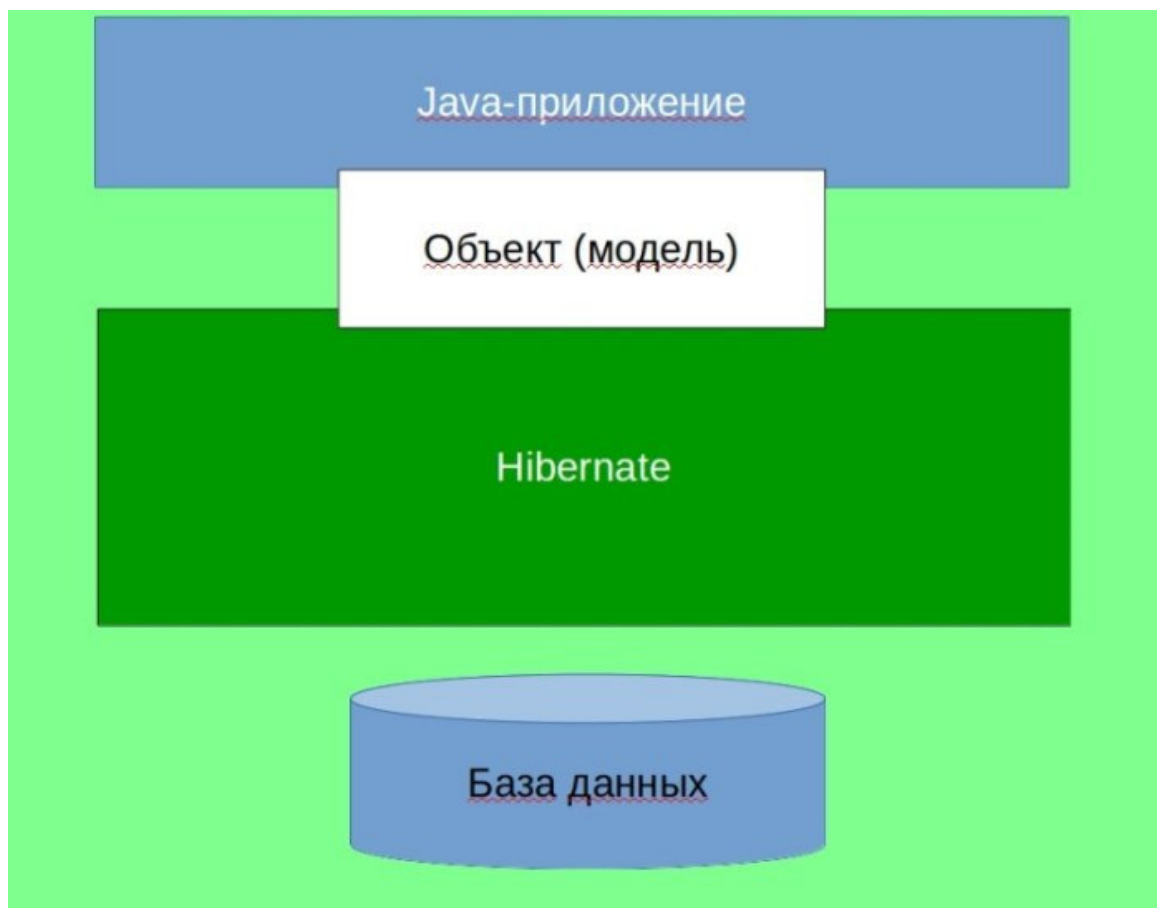 Java-приложение
Объект (модель)
Hibernate
База данных